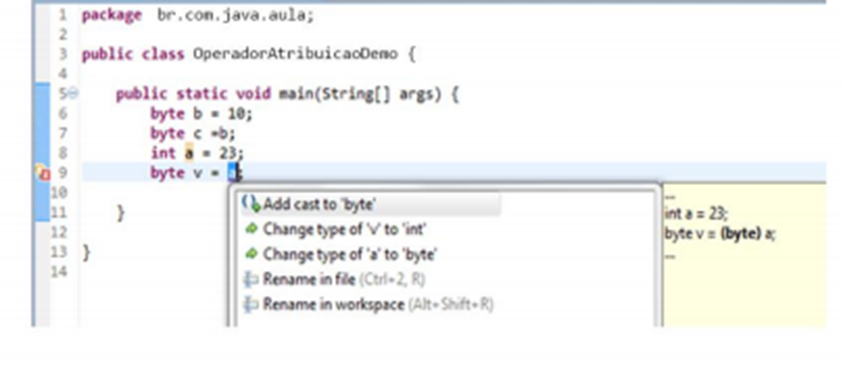 1 package br.com.java.aula;
2
3 public class OperadorAtribuicaoDemo {
4
5 public static void main(String[] args) {
6 byte b = 10;
7 byte c =b;
8 int a = 23;
9 byte v = a;
10
11 }
12
13 }
14
Add cast to 'byte'
Change type of 'v' to 'int'
Change type of 'a' to 'byte'
Rename in file (Ctrl+2, R)
Rename in workspace (Alt+Shift+R)
...
int a = 23;
byte v = (byte) a;
...